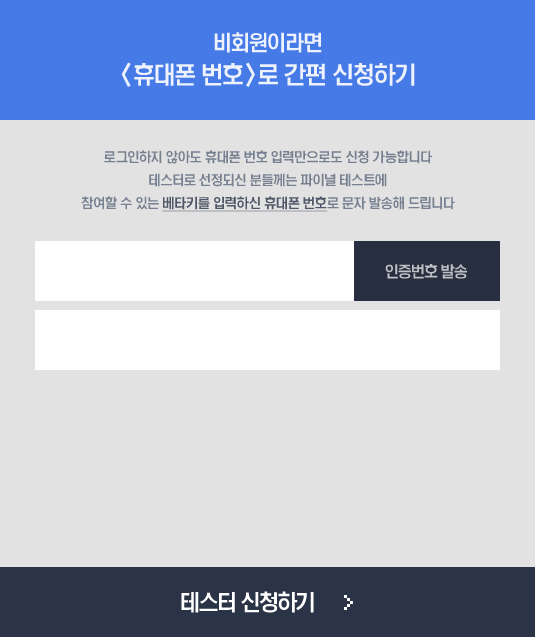 비회원이라면
〈휴대폰 번호〉로 간편 신청하기
로그인하지 않아도 휴대폰 번호 입력만으로도 신청 가능합니다
테스터로 선정되신 분들께는 파이널 테스트에
참여할 수 있는 베타키를 입력하신 휴대폰 번호로 문자 발송해 드립니다
인증번호 발송
테스터 신청하기 >